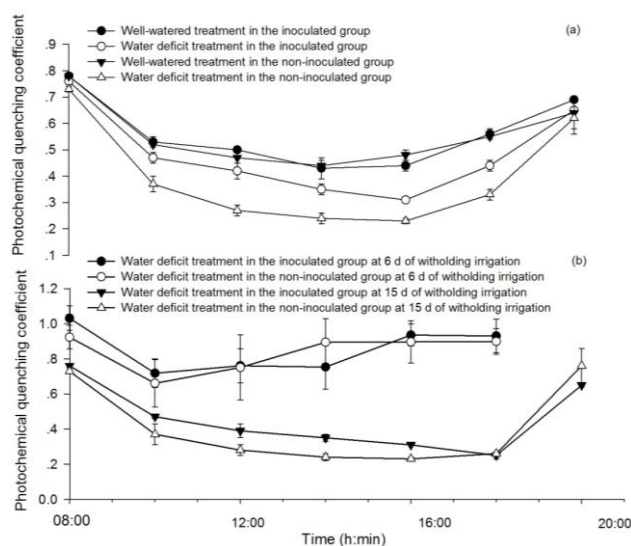 (a)
Well-watered treatment in the inoculated group
Water deficit treatment in the inoculated group
Well-watered treatment in the non-inoculated group
Water deficit treatment in the non-inoculated group
Photochemical quenching coefficient
.9
.8
.7
.6
.5
.4
.3
.2
.1
(b)
Water deficit treatment in the inoculated group at 6 d of witholding irrigation
Water deficit treatment in the non-inoculated group at 6 d of witholding irrigation
Water deficit treatment in the inoculated group at 15 d of witholding irrigation
Water deficit treatment in the non-inoculated group at 15 d of witholding irrigation
Photochemical quenching coefficient
1.2
1.0
.8
.6
.4
.2
0.0
08:00 12:00 16:00 20:00
Time (h:min)